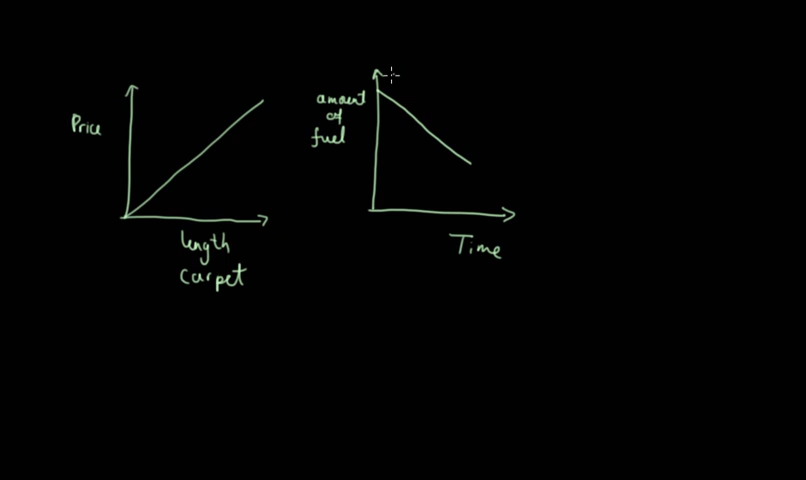 Price
length
carpet
amount
of
fuel
Time